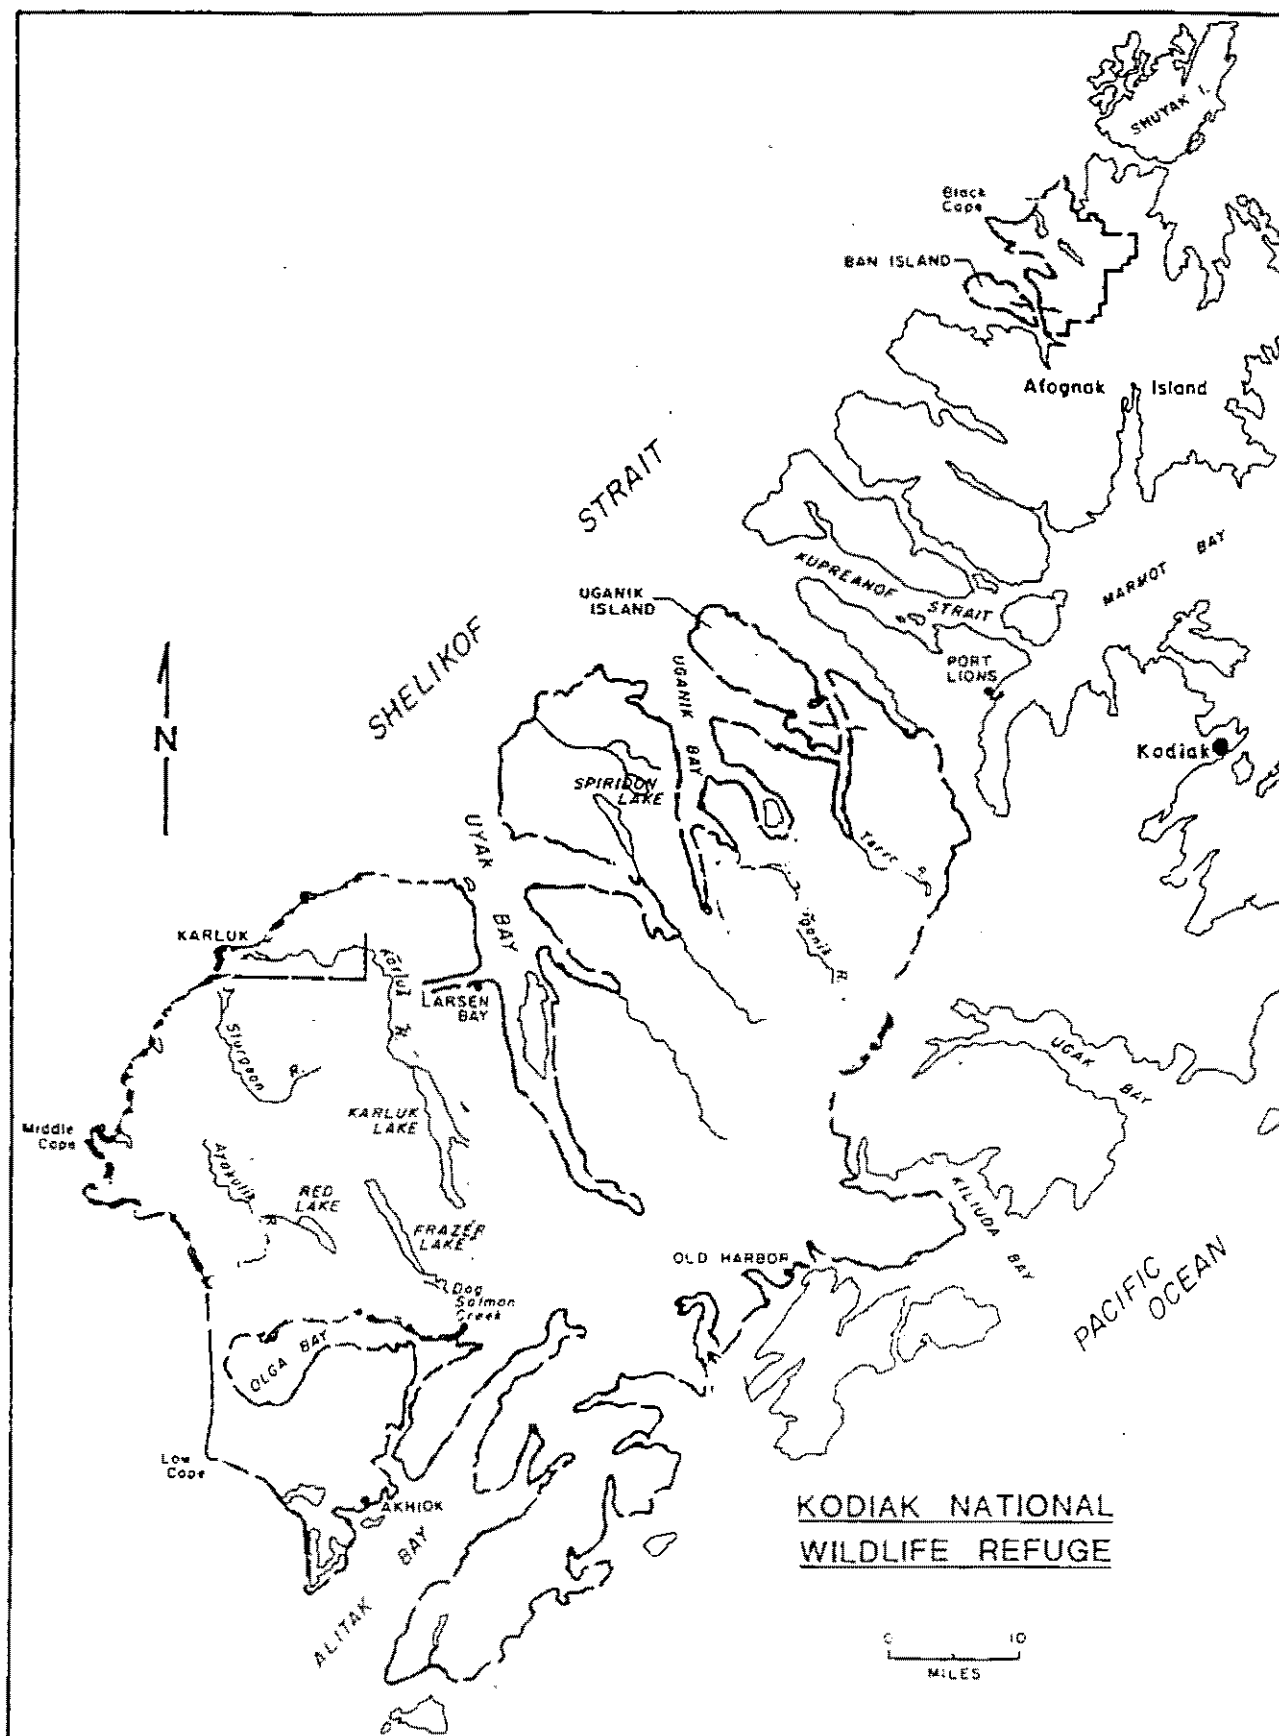 SHUYAK I.
Black
Cape
BAN ISLAND
Afognak Island
STRAIT
MARMOT BAY
KUPREANOF STRAIT
UGANIK
ISLAND
SHELIKOF
PORT
LIONS
UGANIK BAY
N
Kodiak
SPIRIDON
LAKE
UYAK BAY
Terror R.
Uganik R.
KARLUK
Karluk R.
LARSEN
BAY
Sturgeon R.
UGAK BAY
KARLUK
LAKE
Middle
Cape
Ayakulik R.
RED
LAKE
FRAZER
LAKE
KILIUDA BAY
OLD HARBOR
PACIFIC
OCEAN
Dog
Salmon
Creek
OLGA BAY
Low
Cape
AKHIOK
ALITAK BAY
KODIAK NATIONAL
WILDLIFE REFUGE
0 10
MILES